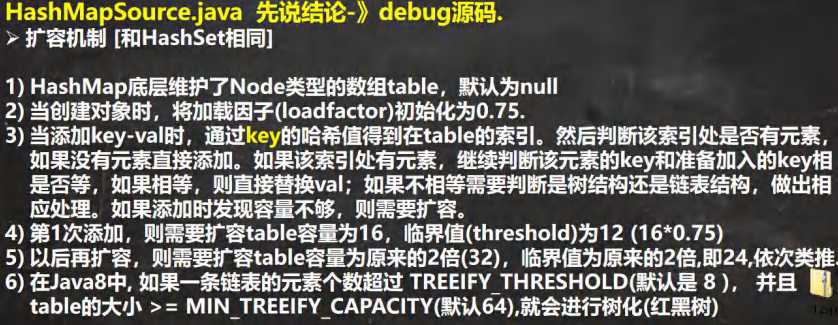 HashMapSource.java 先说结论-》debug源码.
➢ 扩容机制 [和HashSet相同]
1) HashMap底层维护了Node类型的数组table，默认为null
2) 当创建对象时，将加载因子(loadfactor)初始化为0.75.
3) 当添加key-val时，通过key的哈希值得到在table的索引。然后判断该索引处是否有元素，
如果没有元素直接添加。如果该索引处有元素，继续判断该元素的key和准备加入的key相
是否等，如果相等，则直接替换val；如果不相等需要判断是树结构还是链表结构，做出相
应处理。如果添加时发现容量不够，则需要扩容。
4) 第1次添加，则需要扩容table容量为16，临界值(threshold)为12 (16*0.75)
5) 以后再扩容，则需要扩容table容量为原来的2倍(32)，临界值为原来的2倍,即24,依次类推.
6) 在Java8中, 如果一条链表的元素个数超过 TREEIFY_THRESHOLD(默认是 8 )，并且
table的大小 >= MIN_TREEIFY_CAPACITY(默认64),就会进行树化(红黑树)